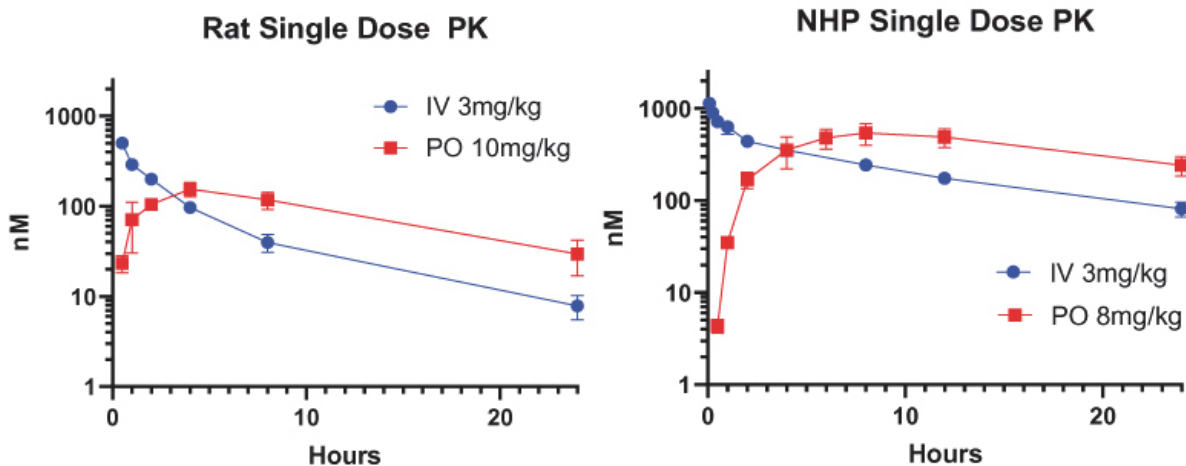 Rat Single Dose PK
nM
1000
100
10
1
IV 3mg/kg
PO 10mg/kg
0
10
20
Hours
NHP Single Dose PK
nM
1000
100
10
1
IV 3mg/kg
PO 8mg/kg
0
10
20
Hours